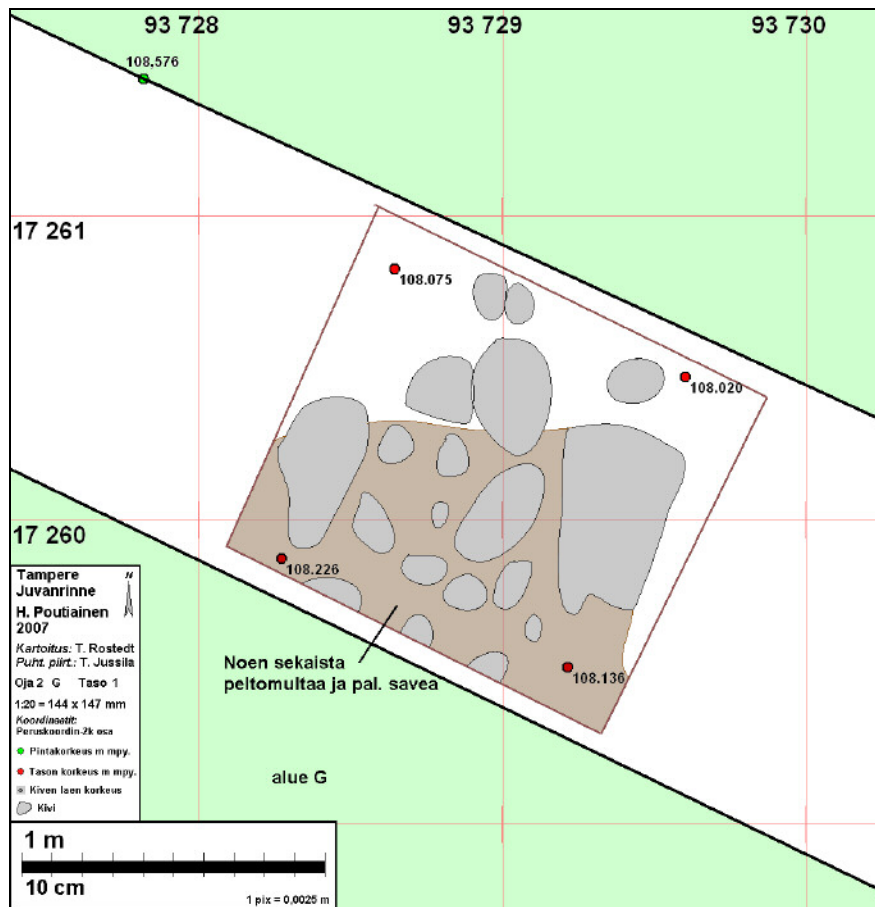 93 728
93 729
93 730
108,576
17 261
108.075
108.020
17 260
108.226
108.136
Noen sekaista
peltomultaa ja pal. savea
alue G
Tampere
Juvanrinne
N
H. Poutiainen
2007
Kartoitus: T. Rostedt
Puht. piirt.: T. Jussila
Oja 2 G Taso 1
1:20 = 144 x 147 mm
Koordinaatit:
Peruskoordin-2k osa
Pintakorkeus m mpy.
Tason korkeus m mpy.
Kiven laen korkeus
Kivi
1 m
10 cm
1 pix = 0,0025 m